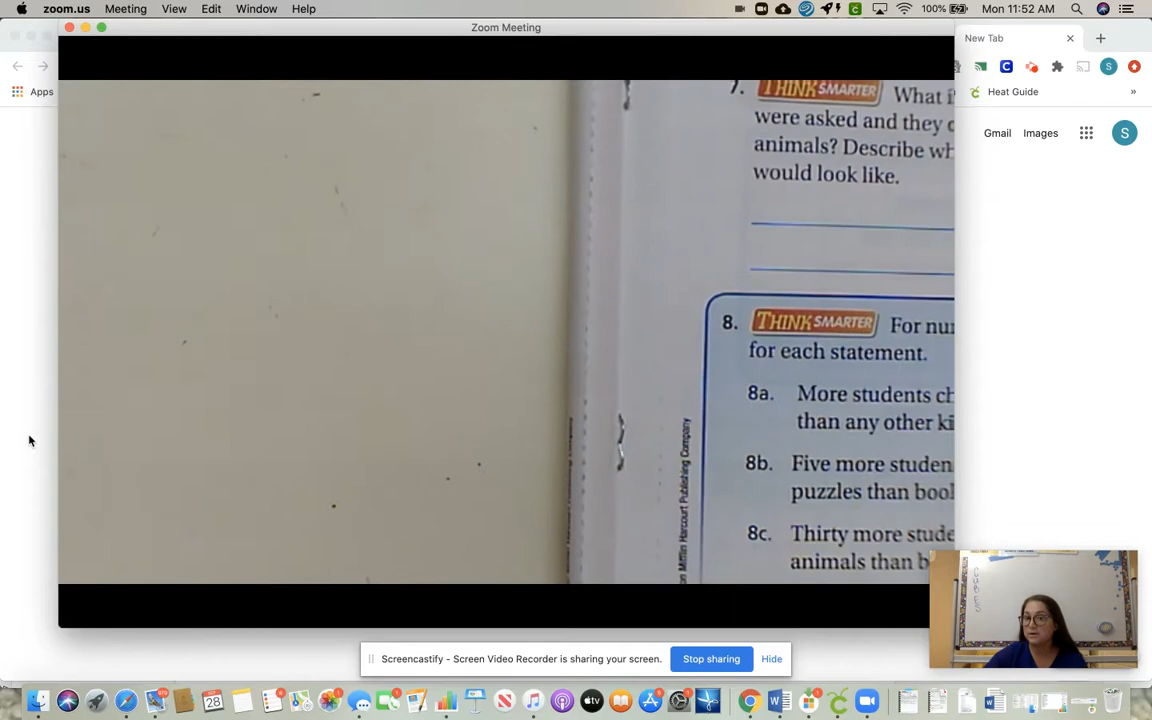 zoom.us Meeting View Edit Window Help
100% Mon 11:52 AM
Zoom Meeting
New Tab
Apps
Heat Guide
Gmail Images
S
7. THINK SMARTER What i
were asked and they
animals? Describe wh
would look like.
8. THINK SMARTER For nu
for each statement.
8a. More students ch
than any other ki
8b. Five more studen
puzzles than boo
8c. Thirty more stude
animals than b
Mifflin Harcourt Publishing Company
Screencastify - Screen Video Recorder is sharing your screen.
Stop sharing
Hide